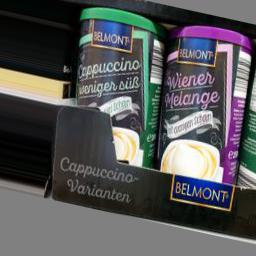 BELMONT
Cappuccino
weniger süß
BELMONT
Wiener
Melange
Cappuccino-
Varianten
BELMONT